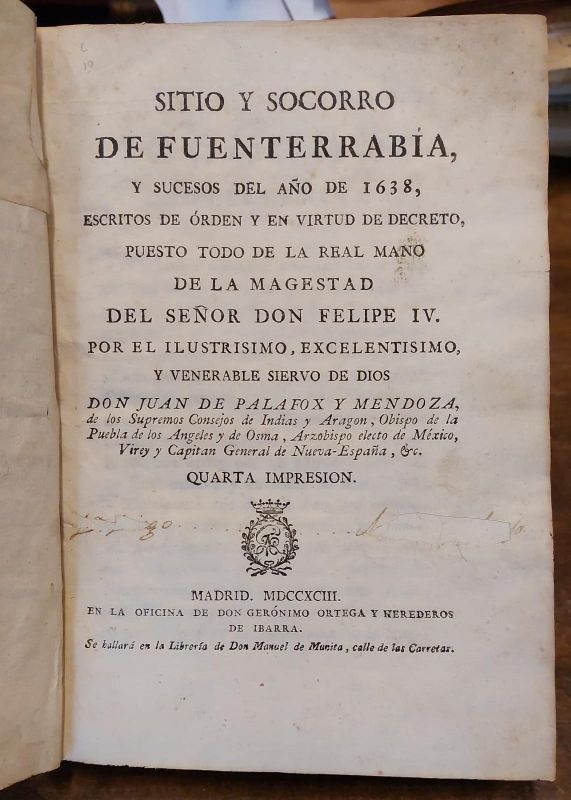 SITIO Y SOCORRO
DE FUENTERRABÍA,
Y SUCESOS DEL AÑO DE 1638,
ESCRITOS DE ÓRDEN Y EN VIRTUD DE DECRETO,
PUESTO TODO DE LA REAL MANO
DE LA MAGESTAD
DEL SEÑOR DON FELIPE IV.
POR EL ILUSTRISIMO, EXCELENTISIMO,
Y VENERABLE SIERVO DE DIOS
DON JUAN DE PALAFOX Y MENDOZA,
de los Supremos Consejos de Indias y Aragon, Obispo de la
Puebla de los Angeles y de Osma, Arzobispo electo de México,
Virey y Capitan General de Nueva-España, &c.
QUARTA IMPRESION.
MADRID. MDCCXCIII.
EN LA OFICINA DE DON GERÓNIMO ORTEGA Y HEREDEROS
DE IBARRA.
Se hallará en la Librería de Don Manuel de Munita, calle de las Carretas.